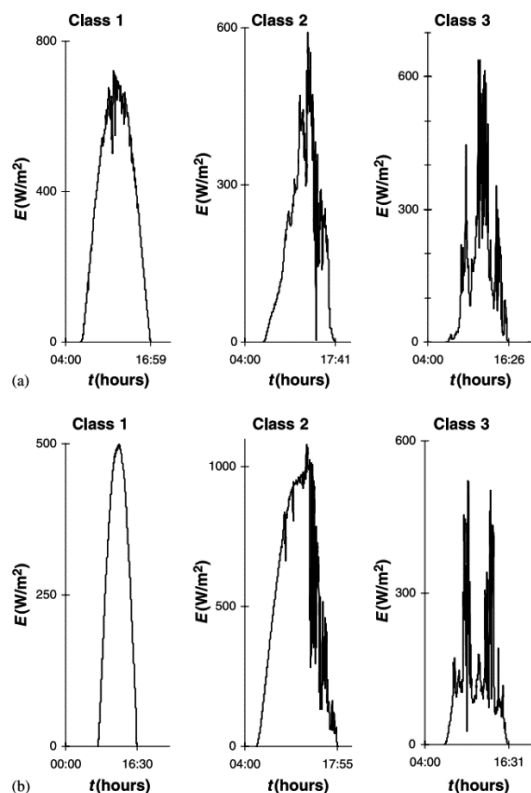 Class 1 Class 2 Class 3
800 600 600
E (W/m²) E (W/m²) E (W/m²)
400 300 300
0 0 0
04:00 16:59 04:00 17:41 04:00 16:26
(a) t (hours) t (hours) t (hours)
Class 1 Class 2 Class 3
500 1000 600
E (W/m²) E (W/m²) E (W/m²)
250 500 300
0 0 0
00:00 16:30 04:00 17:55 04:00 16:31
(b) t (hours) t (hours) t (hours)